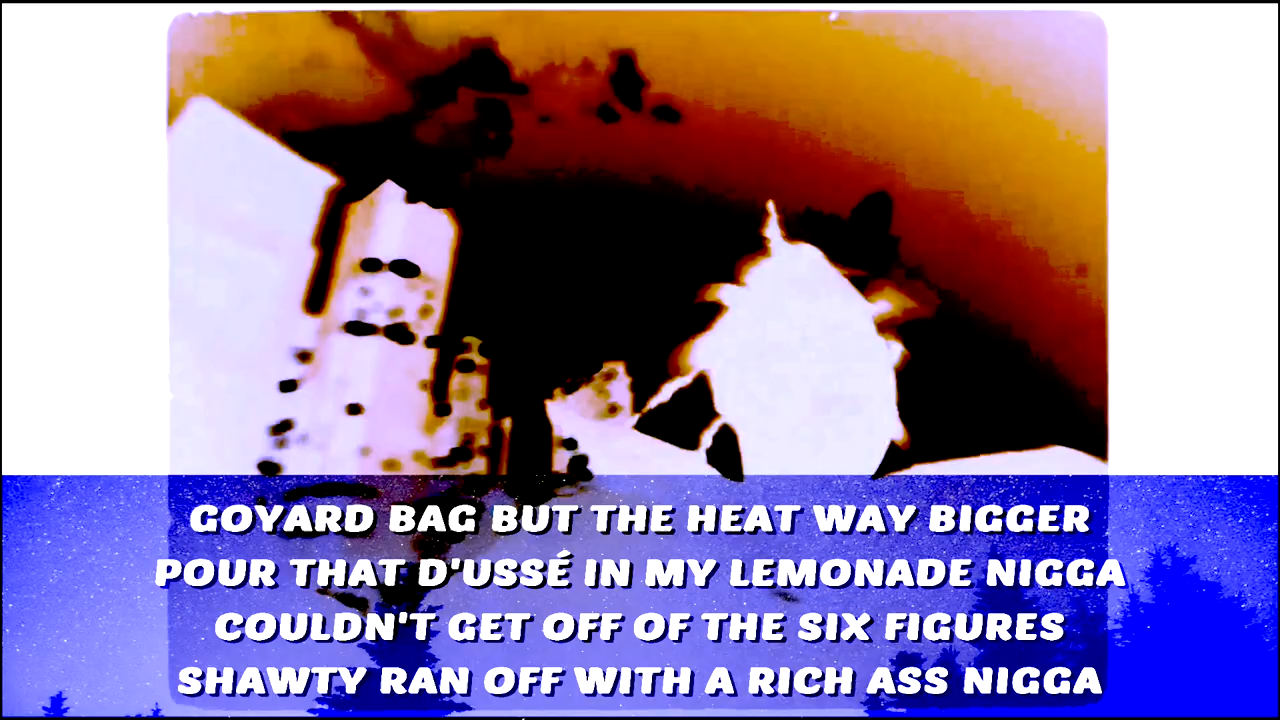 GOYARD BAG BUT THE HEAT WAY BIGGER
POUR THAT D'USSÉ IN MY LEMONADE NIGGA
COULDN'T GET OFF OF THE SIX FIGURES
SHAWTY RAN OFF WITH A RICH ASS NIGGA